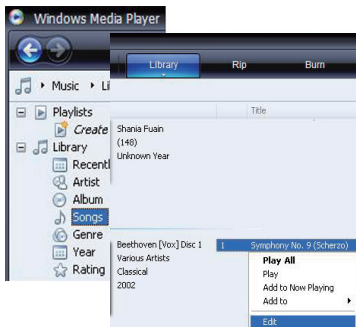 Windows Media Player
Music
Playlists
Create
Library
Artist
Album
Songs
Genre
Year
Rating
Library Rip Burn
Title
Shania Fuain
(148)
Unknown Year
Beethoven [Vox] Disc 1 1 Symphony No. 9 (Scherzo)
Various Artists
Classical
2002
Play All
Play
Add to Now Playing
Add to
Edit